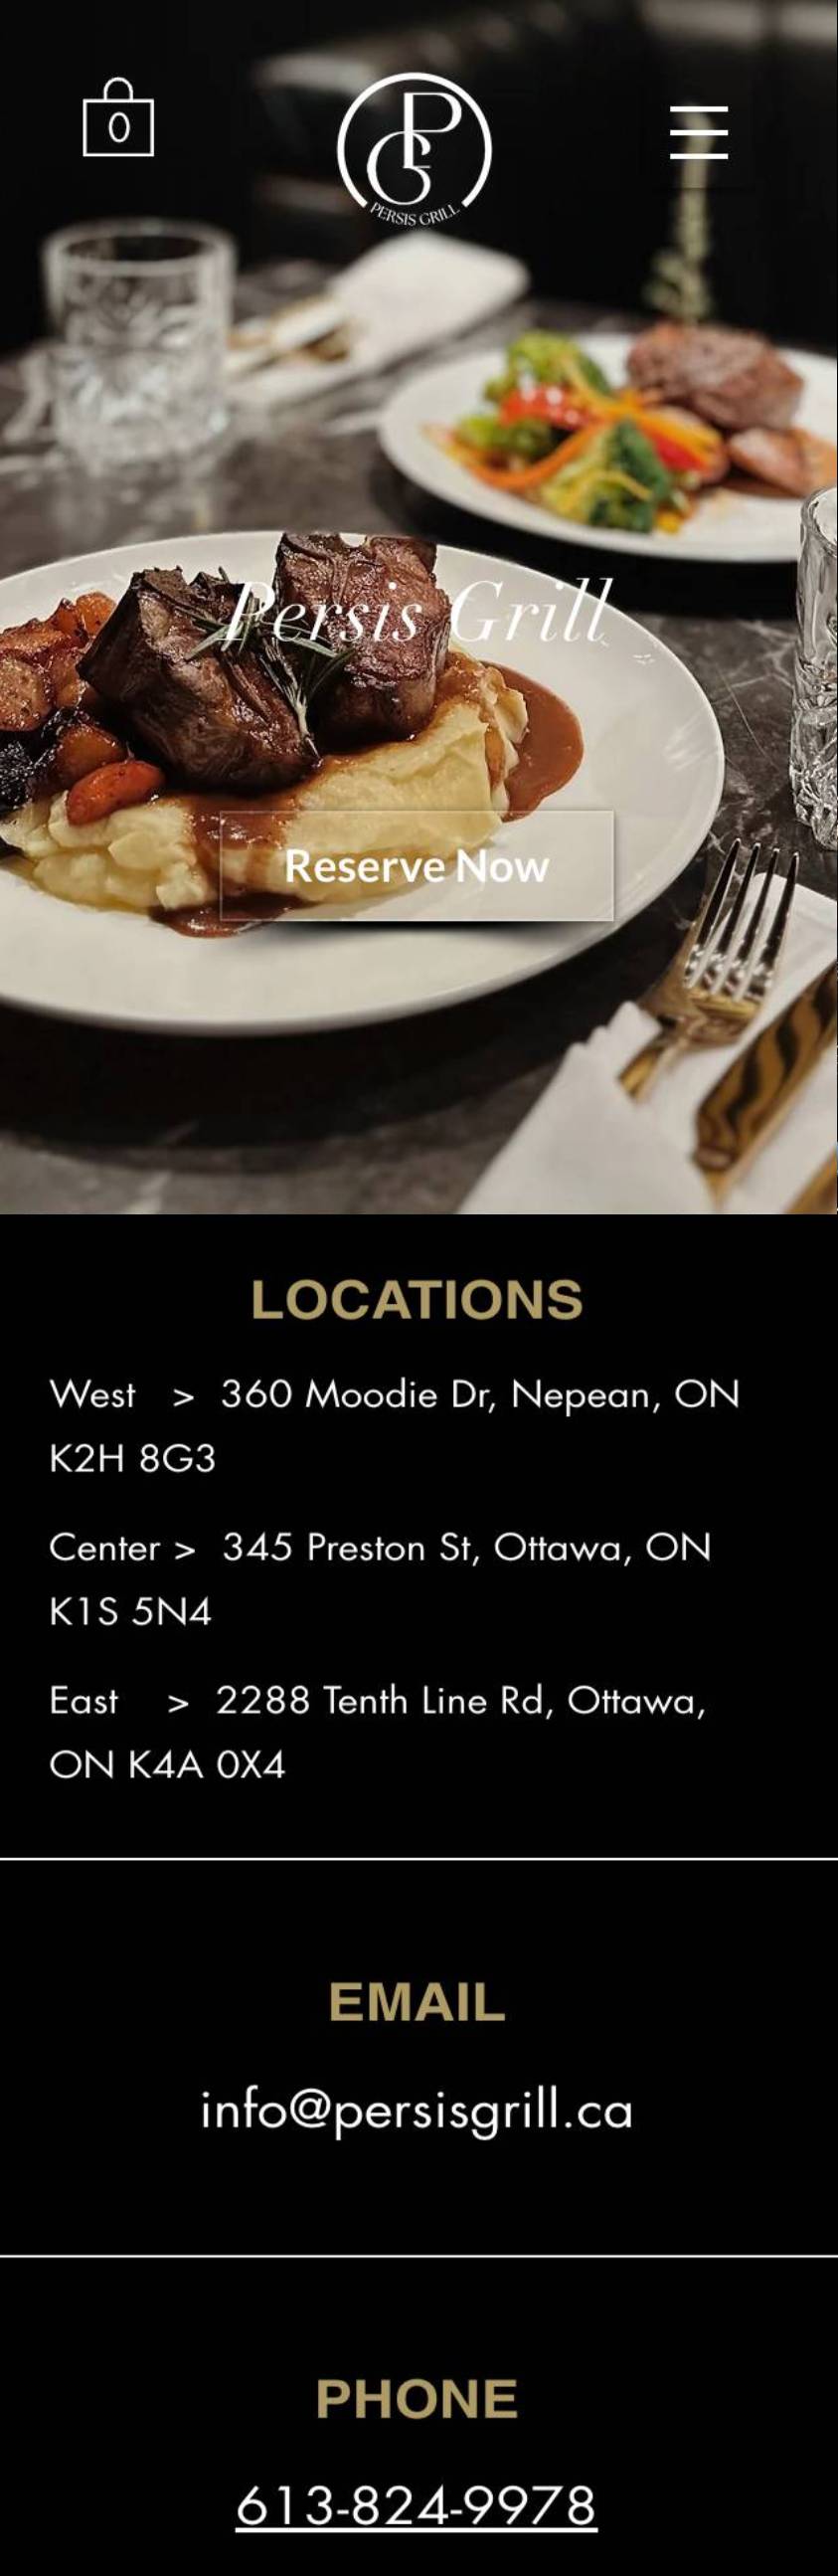 0
PG
PERSIS GRILL
Persis Grill
Reserve Now
LOCATIONS
West > 360 Moodie Dr, Nepean, ON
K2H 8G3
Center > 345 Preston St, Ottawa, ON
K1S 5N4
East > 2288 Tenth Line Rd, Ottawa,
ON K4A 0X4
EMAIL
info@persisgrill.ca
PHONE
613-824-9978